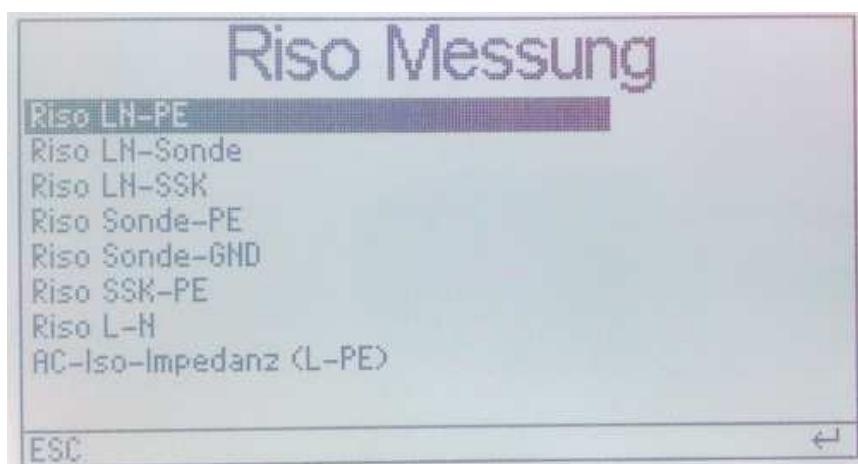 Riso Messung
Riso LN-PE
Riso LN-Sonde
Riso LN-SSK
Riso Sonde-PE
Riso Sonde-GND
Riso SSK-PE
Riso L-N
AC-Iso-Impedanz (L-PE)
ESC ↵